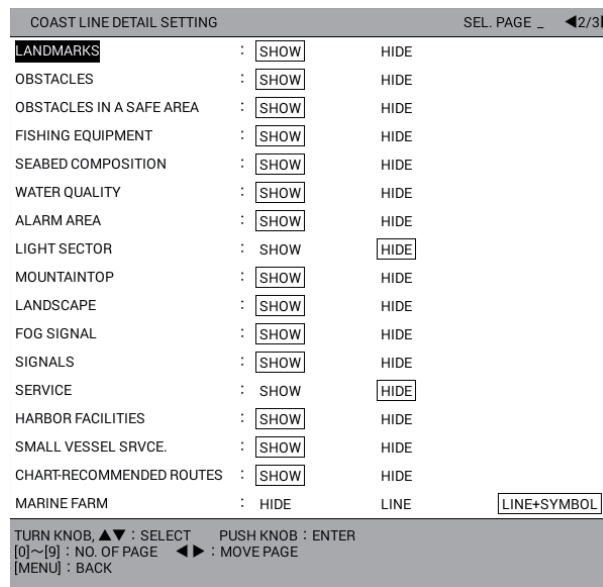 COAST LINE DETAIL SETTING SEL. PAGE _ ◀2/3
LANDMARKS : SHOW HIDE
OBSTACLES : SHOW HIDE
OBSTACLES IN A SAFE AREA : SHOW HIDE
FISHING EQUIPMENT : SHOW HIDE
SEABED COMPOSITION : SHOW HIDE
WATER QUALITY : SHOW HIDE
ALARM AREA : SHOW HIDE
LIGHT SECTOR : SHOW HIDE
MOUNTAINTOP : SHOW HIDE
LANDSCAPE : SHOW HIDE
FOG SIGNAL : SHOW HIDE
SIGNALS : SHOW HIDE
SERVICE : SHOW HIDE
HARBOR FACILITIES : SHOW HIDE
SMALL VESSEL SRVCE. : SHOW HIDE
CHART-RECOMMENDED ROUTES : SHOW HIDE
MARINE FARM : HIDE LINE LINE+SYMBOL
TURN KNOB, ▲▼ : SELECT PUSH KNOB : ENTER
[0]～[9] : NO. OF PAGE ◀ ▶ : MOVE PAGE
[MENU] : BACK